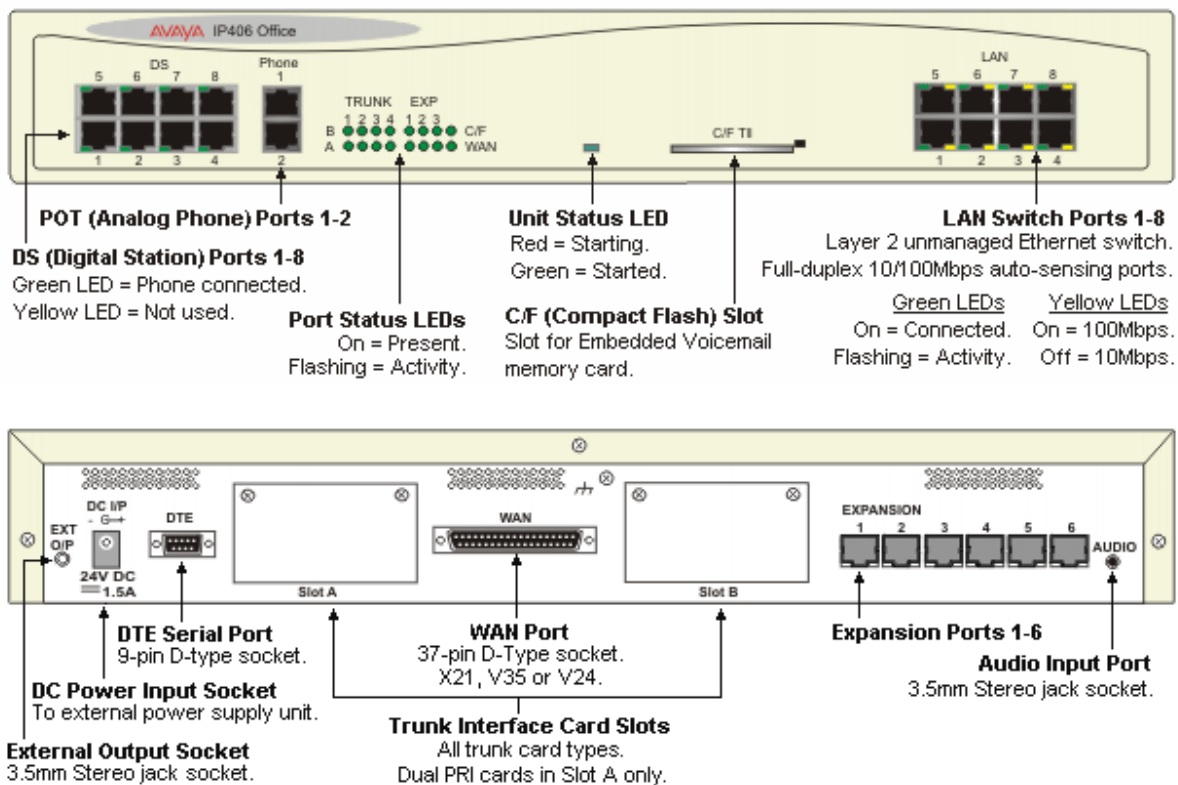 AVAYA IP406 Office
DS
5 6 7 8
1 2 3 4
Phone
1
2
TRUNK EXP
1 2 3 4 1 2 3
B C/F
A WAN
C/F TII
LAN
5 6 7 8
1 2 3 4
POT (Analog Phone) Ports 1-2
DS (Digital Station) Ports 1-8
Green LED = Phone connected.
Yellow LED = Not used.
Port Status LEDs
On = Present.
Flashing = Activity.
Unit Status LED
Red = Starting.
Green = Started.
C/F (Compact Flash) Slot
Slot for Embedded Voicemail
memory card.
LAN Switch Ports 1-8
Layer 2 unmanaged Ethernet switch.
Full-duplex 10/100Mbps auto-sensing ports.
Green LEDs Yellow LEDs
On = Connected. On = 100Mbps.
Flashing = Activity. Off = 10Mbps.
EXT
O/P
DC I/P
24V DC
1.5A
DTE
Slot A
WAN
Slot B
EXPANSION
1 2 3 4 5 6
AUDIO
DTE Serial Port
9-pin D-type socket.
DC Power Input Socket
To external power supply unit.
External Output Socket
3.5mm Stereo jack socket.
WAN Port
37-pin D-Type socket.
X21, V35 or V24.
Trunk Interface Card Slots
All trunk card types.
Dual PRI cards in Slot A only.
Expansion Ports 1-6
Audio Input Port
3.5mm Stereo jack socket.